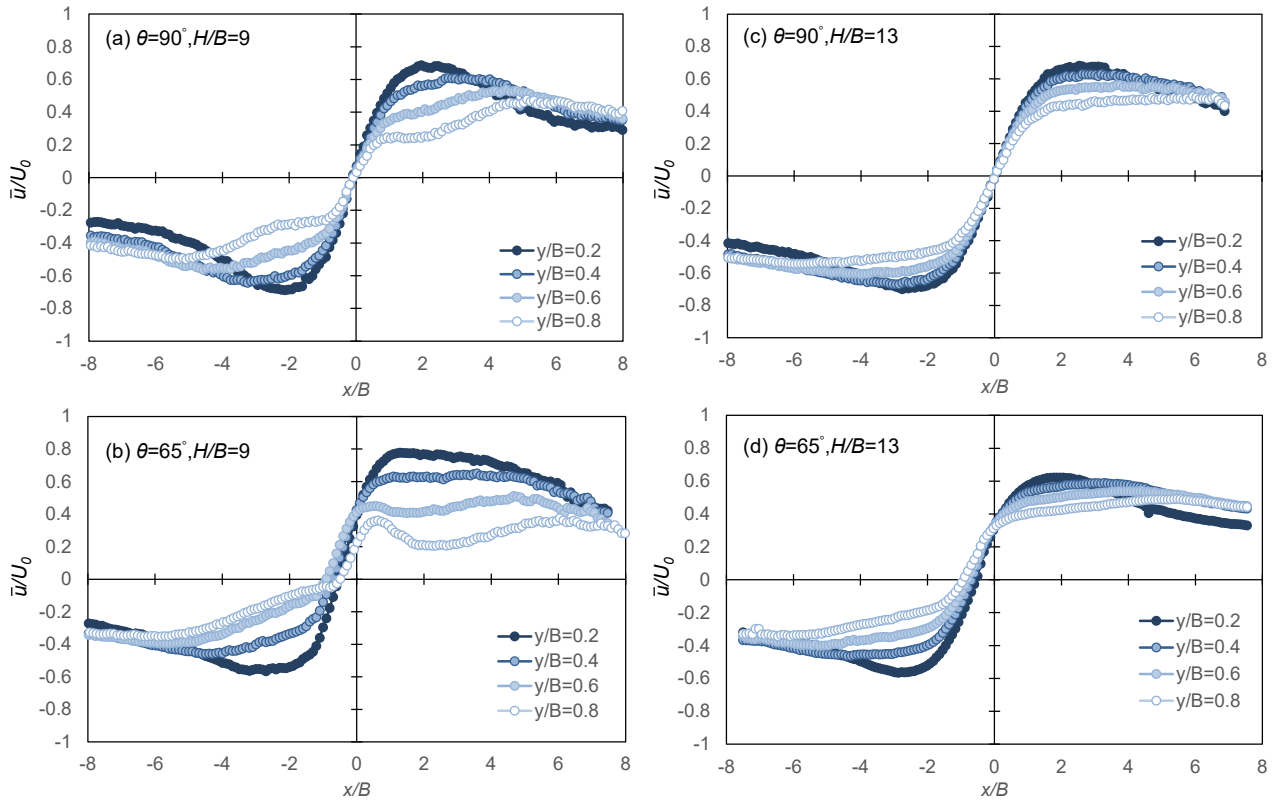 (a) θ=90°,H/B=9
1
0.8
0.6
0.4
0.2
0
-0.2
-0.4
-0.6
-0.8
-1
-8 -6 -4 -2 0 2 4 6 8
ū/U₀
x/B
y/B=0.2
y/B=0.4
y/B=0.6
y/B=0.8
(c) θ=90°,H/B=13
1
0.8
0.6
0.4
0.2
0
-0.2
-0.4
-0.6
-0.8
-1
-8 -6 -4 -2 0 2 4 6 8
ū/U₀
x/B
y/B=0.2
y/B=0.4
y/B=0.6
y/B=0.8
(b) θ=65°,H/B=9
1
0.8
0.6
0.4
0.2
0
-0.2
-0.4
-0.6
-0.8
-1
-8 -6 -4 -2 0 2 4 6 8
ū/U₀
x/B
y/B=0.2
y/B=0.4
y/B=0.6
y/B=0.8
(d) θ=65°,H/B=13
1
0.8
0.6
0.4
0.2
0
-0.2
-0.4
-0.6
-0.8
-1
-8 -6 -4 -2 0 2 4 6 8
ū/U₀
x/B
y/B=0.2
y/B=0.4
y/B=0.6
y/B=0.8